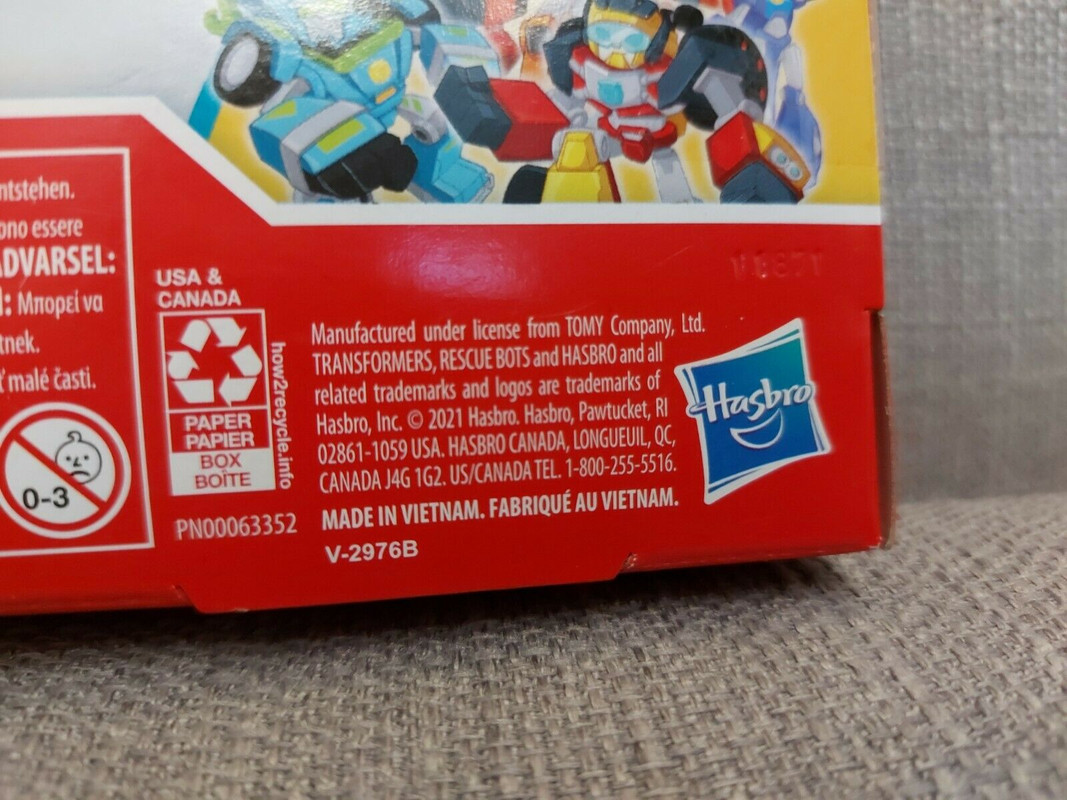 ntstehen.
ono essere
ADVARSEL:
: Μπορεί να
tnek.
malé časti.
0-3
USA &
CANADA
PAPER
PAPIER
BOX
BOÎTE
how2recycle.info
PN00063352
Manufactured under license from TOMY Company, Ltd.
TRANSFORMERS, RESCUE BOTS and HASBRO and all
related trademarks and logos are trademarks of
Hasbro, Inc. © 2021 Hasbro. Hasbro, Pawtucket, RI
02861-1059 USA. HASBRO CANADA, LONGUEUIL, QC,
CANADA J4G 1G2. US/CANADA TEL. 1-800-255-5516.
MADE IN VIETNAM. FABRIQUÉ AU VIETNAM.
V-2976B
Hasbro